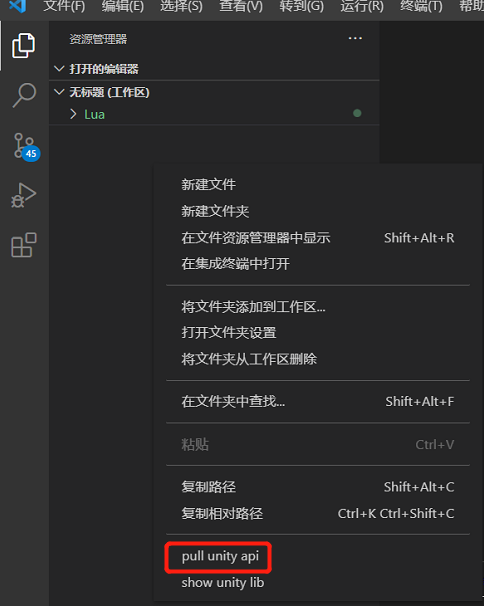 文件(F) 编辑(E) 选择(S) 查看(V) 转到(G) 运行(R) 终端(T) 帮助
资源管理器 ...
打开的编辑器
无标题 (工作区)
Lua
45
新建文件
新建文件夹
在文件资源管理器中显示 Shift+Alt+R
在集成终端中打开
将文件夹添加到工作区...
打开文件夹设置
将文件夹从工作区删除
在文件夹中查找... Shift+Alt+F
粘贴 Ctrl+V
复制路径 Shift+Alt+C
复制相对路径 Ctrl+K Ctrl+Shift+C
pull unity api
show unity lib